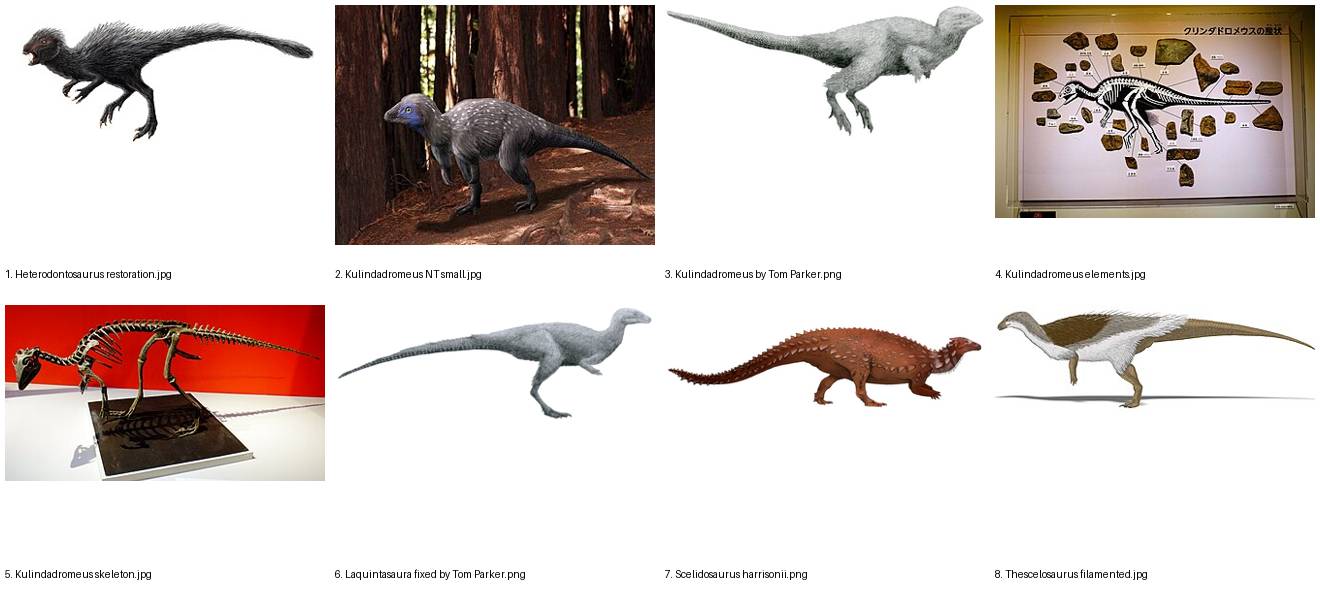 クリンダドロメウスの産状
1. Heterodontosaurus restoration.jpg
2. Kulindadromeus NT small.jpg
3. Kulindadromeus by Tom Parker.png
4. Kulindadromeus elements.jpg
5. Kulindadromeus skeleton.jpg
6. Laquintasaura fixed by Tom Parker.png
7. Scelidosaurus harrisonii.png
8. Thescelosaurus filamented.jpg